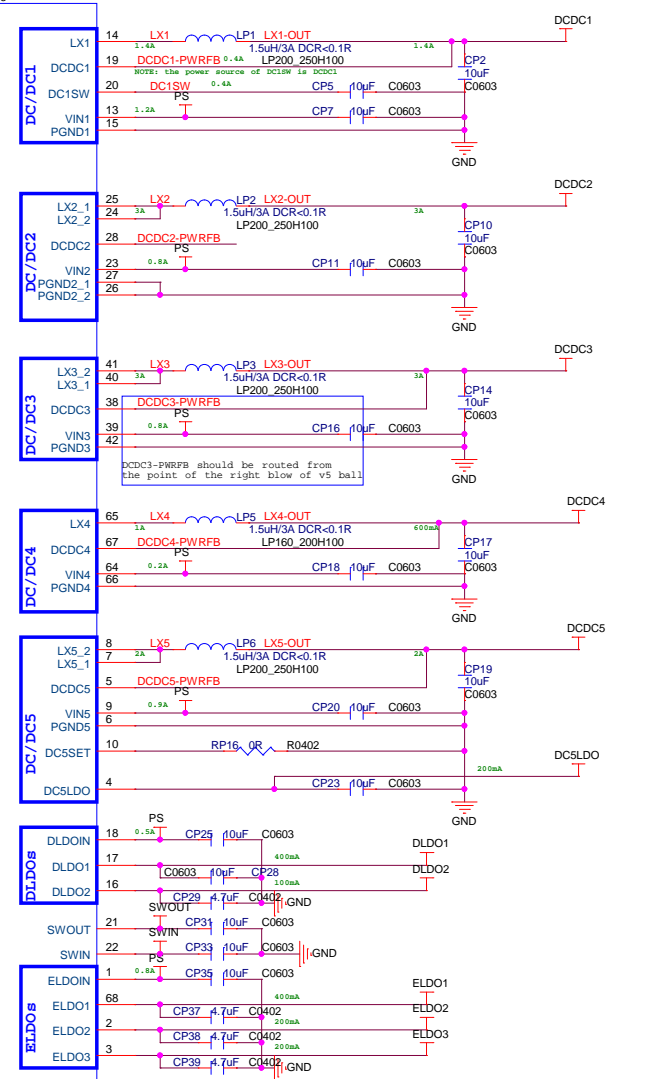 DCDC1
DC/DC1
LX1 14 LX1 LP1 LX1-OUT
1.4A 1.5uH/3A DCR<0.1R 1.4A
DCDC1 19 DCDC1-PWRFB 0.4A LP200_250H100 CP2
NOTE: the power source of DC1SW is DCDC1 10uF
DC1SW 20 DC1SW 0.4A CP5 10uF C0603 C0603
PS
VIN1 13 1.2A CP7 10uF C0603
PGND1 15
GND
DCDC2
DC/DC2
LX2_1 25 LX2 LP2 LX2-OUT
LX2_2 24 3A 1.5uH/3A DCR<0.1R 3A
LP200_250H100 CP10
DCDC2 28 DCDC2-PWRFB 10uF
PS C0603
VIN2 23 0.8A CP11 10uF C0603
PGND2_1 27
PGND2_2 26
GND
DCDC3
DC/DC3
LX3_2 41 LX3 LP3 LX3-OUT
LX3_1 40 3A 1.5uH/3A DCR<0.1R 3A
LP200_250H100 CP14
DCDC3 38 DCDC3-PWRFB 10uF
PS C0603
VIN3 39 0.8A CP16 10uF C0603
PGND3 42
DCDC3-PWRFB should be routed from
the point of the right blow of v5 ball
GND
DCDC4
DC/DC4
LX4 65 LX4 LP5 LX4-OUT
1A 1.5uH/3A DCR<0.1R 600mA
DCDC4 67 DCDC4-PWRFB LP160_200H100 CP17
PS 10uF
VIN4 64 0.2A CP18 10uF C0603 C0603
PGND4 66
GND
DCDC5
DC/DC5
LX5_2 8 LX5 LP6 LX5-OUT
LX5_1 7 2A 1.5uH/3A DCR<0.1R 2A
LP200_250H100 CP19
DCDC5 5 DCDC5-PWRFB 10uF
PS C0603
VIN5 9 0.9A CP20 10uF C0603
PGND5 6
DC5SET 10 RP16 0R R0402
DC5LDO
200mA
DC5LDO 4 CP23 10uF C0603
GND
DLDOs
PS
DLDOIN 18 0.5A CP25 10uF C0603
DLDO1
DLDO1 17 400mA
C0603 10uF CP28 DLDO2
DLDO2 16 100mA
CP29 4.7uF C0402 GND
SWOUT
SWOUT 21 CP31 10uF C0603
SWIN
SWIN 22 CP33 10uF C0603 GND
PS
ELDOs
ELDOIN 1 0.8A CP35 10uF C0603
ELDO1
ELDO1 68 400mA
CP37 4.7uF C0402 ELDO2
ELDO2 2 200mA
CP38 4.7uF C0402 ELDO3
ELDO3 3 200mA
CP39 4.7uF C0402 GND